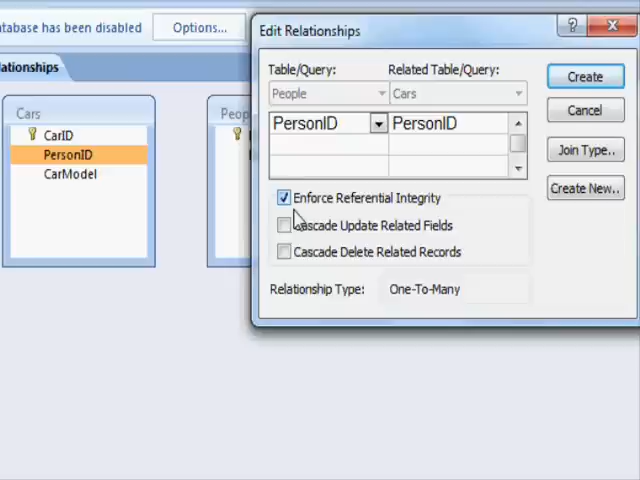 atabase has been disabled
Options...
ationships
Cars
CarID
PersonID
CarModel
Peop
Edit Relationships
Table/Query:
Related Table/Query:
People
Cars
PersonID
PersonID
Enforce Referential Integrity
Cascade Update Related Fields
Cascade Delete Related Records
Relationship Type:
One-To-Many
Create
Cancel
Join Type..
Create New..